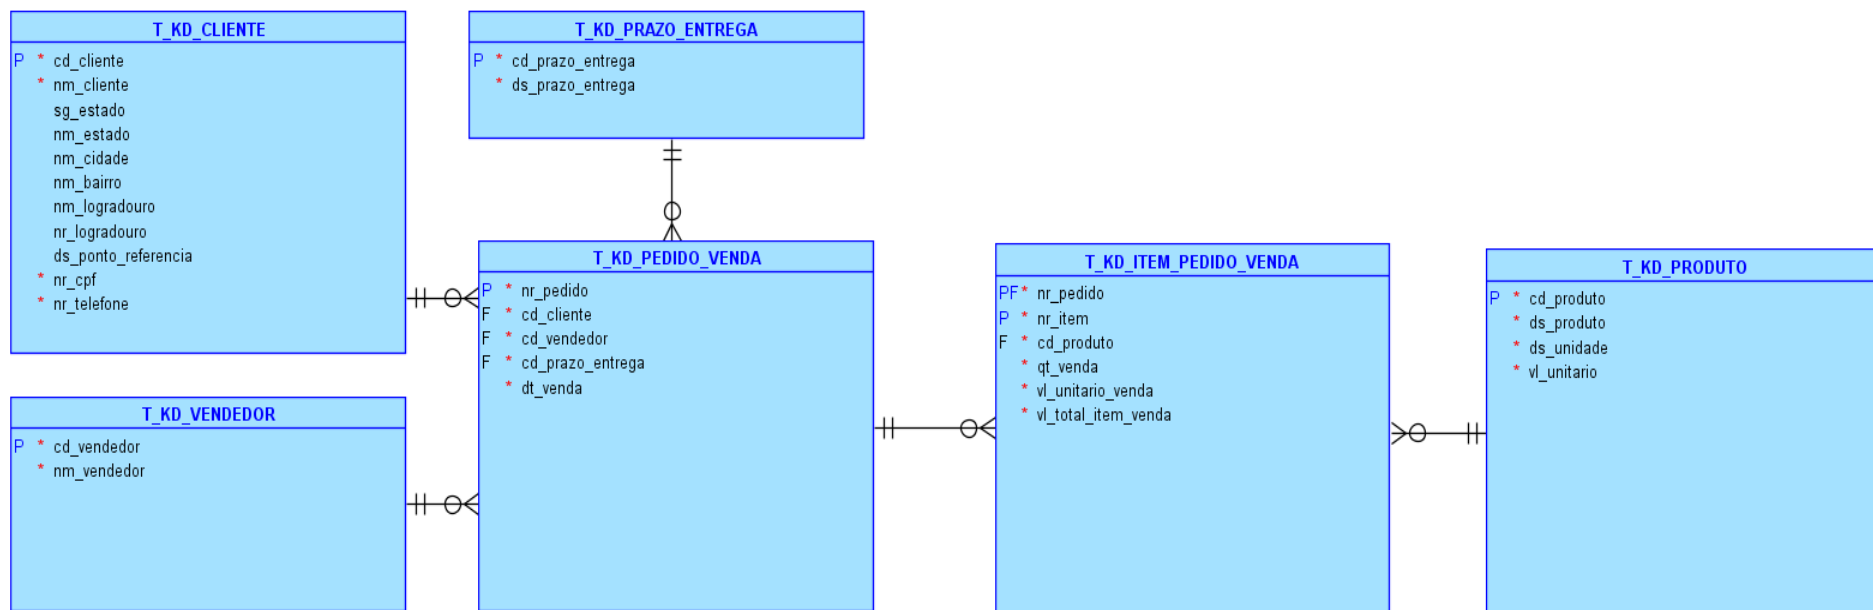 T_KD_CLIENTE
P * cd_cliente
* nm_cliente
sg_estado
nm_estado
nm_cidade
nm_bairro
nm_logradouro
nr_logradouro
ds_ponto_referencia
* nr_cpf
* nr_telefone
T_KD_PRAZO_ENTREGA
P * cd_prazo_entrega
* ds_prazo_entrega
T_KD_VENDEDOR
P * cd_vendedor
* nm_vendedor
T_KD_PEDIDO_VENDA
P * nr_pedido
F * cd_cliente
F * cd_vendedor
F * cd_prazo_entrega
* dt_venda
T_KD_ITEM_PEDIDO_VENDA
PF* nr_pedido
P * nr_item
F * cd_produto
* qt_venda
* vl_unitario_venda
* vl_total_item_venda
T_KD_PRODUTO
P * cd_produto
* ds_produto
* ds_unidade
* vl_unitario